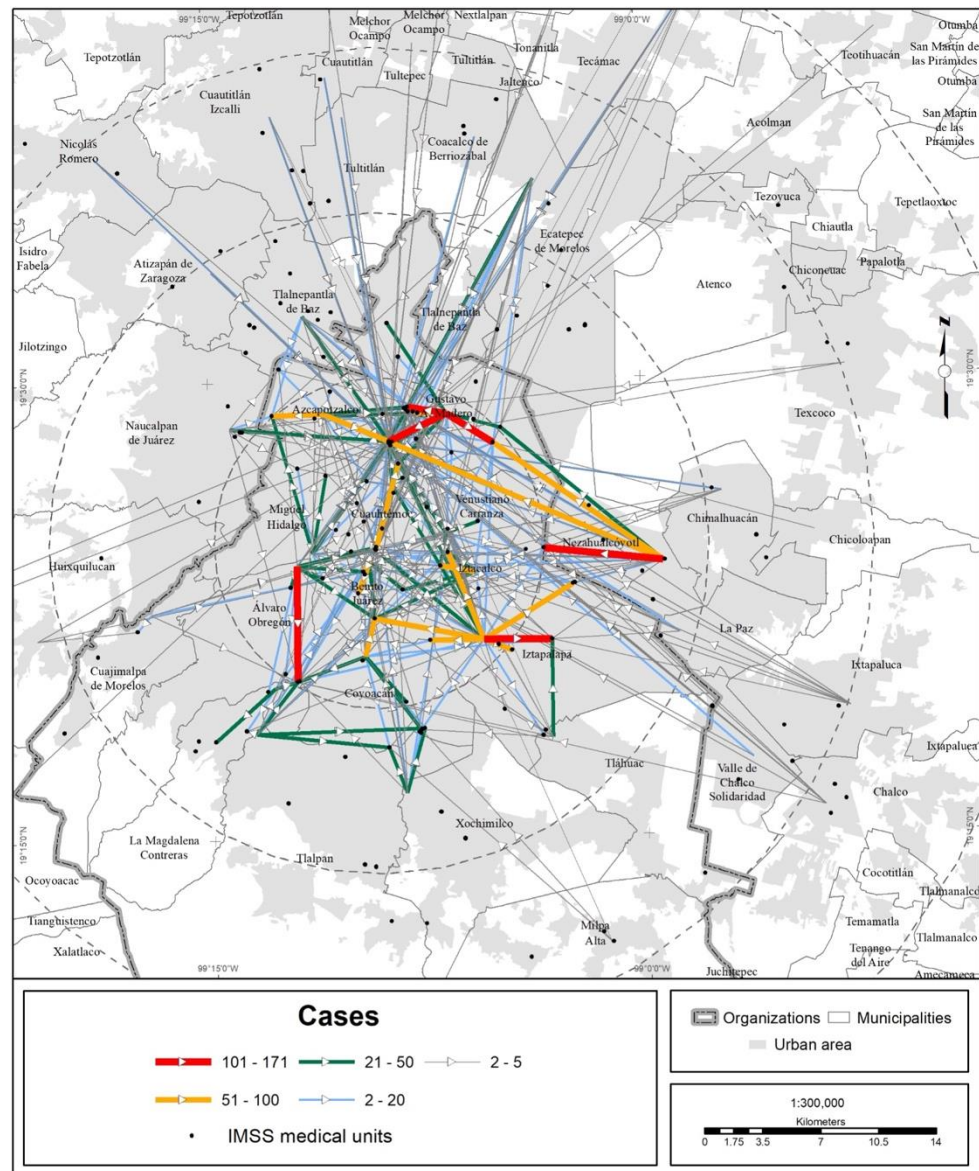 99°15'0"W
99°0'0"W
Tepotzotlán
Melchor
Ocampo
Melchor
Ocampo
Nextlalpan
Otumba
Tonanitla
Teotihuacán
San Martín de
las Pirámides
Tepotzotlán
Cuautitlán
Tultepec
Tultitlán
Tecámac
Jaltenco
Otumba
Cuautitlán
Izcalli
San Martín
de las
Pirámides
Acolman
Nicolás
Romero
Coacalco de
Berriozábal
Tultitlán
Tezoyuca
Tepetlaoxtoc
Chiautla
Isidro
Fabela
Ecatepec
de Morelos
Papalotla
Atizapán de
Zaragoza
Chiconcuac
Atenco
Tlalnepantla
de Baz
Tlalnepantla
de Baz
Jilotzingo
N
19°30'0"N
19°30'0"N
Gustavo
A. Madero
Azcapotzalco
Naucalpan
de Juárez
Texcoco
Venustiano
Carranza
Miguel
Hidalgo
Cuauhtémoc
Chimalhuacán
Chicoloapan
Nezahualcóyotl
Huixquilucan
Iztacalco
Benito
Juárez
Álvaro
Obregón
La Paz
Iztapalapa
Ixtapaluca
Cuajimalpa
de Morelos
Coyoacán
Ixtapaluca
Tláhuac
Valle de
Chalco
Solidaridad
Chalco
19°15'0"N
19°15'0"N
Xochimilco
La Magdalena
Contreras
Tlalpan
Cocotitlán
Ocoyoacac
Tlalmanalco
Tianguistenco
Temamatla
Milpa
Alta
Tlalmanalco
Xalatlaco
Tenango
del Aire
Juchitepec
Amecameca
99°15'0"W
99°0'0"W
Cases
101 - 171
21 - 50
2 - 5
51 - 100
2 - 20
IMSS medical units
Organizations
Municipalities
Urban area
1:300,000
Kilometers
0 1.75 3.5 7 10.5 14